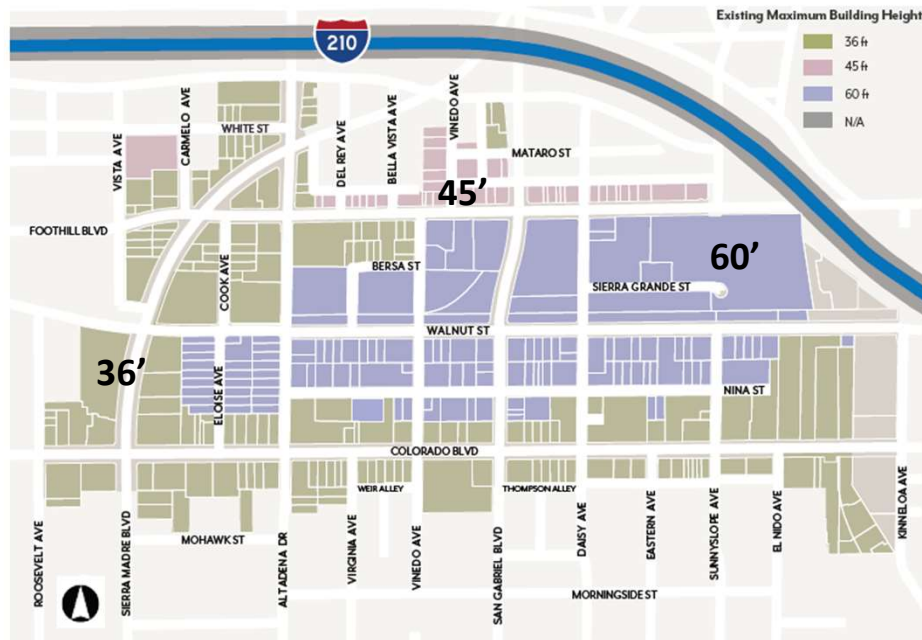 Existing Maximum Building Height
36 ft
45 ft
60 ft
N/A
210
WHITE ST
VISTA AVE
CARMELO AVE
DEL REY AVE
BELLA VISTA AVE
VINEDO AVE
MATARO ST
45’
FOOTHILL BLVD
60’
BERSA ST
COOK AVE
SIERRA GRANDE ST
WALNUT ST
36’
ELOISE AVE
NINA ST
COLORADO BLVD
WEIR ALLEY
THOMPSON ALLEY
ROOSEVELT AVE
SIERRA MADRE BLVD
MOHAWK ST
ALTADENA DR
VIRGINIA AVE
VINEDO AVE
SAN GABRIEL BLVD
DAISY AVE
EASTERN AVE
SUNNYSLOPE AVE
EL NIDO AVE
KINNELOA AVE
MORNINGSIDE ST